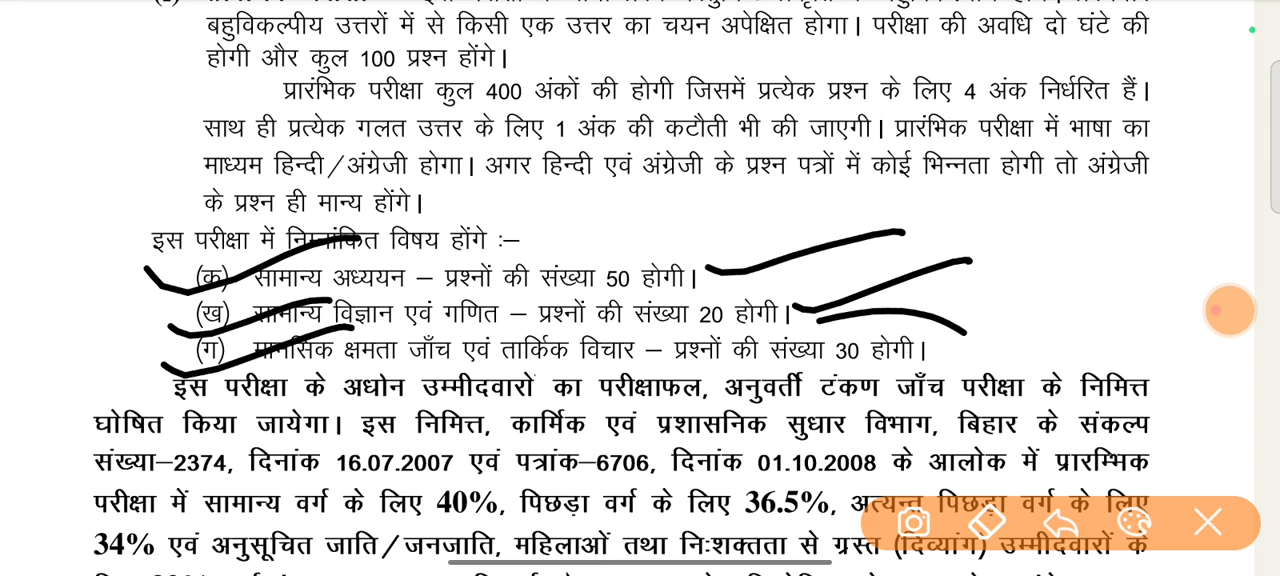 बहुविकल्पीय उत्तरों में से किसी एक उत्तर का चयन अपेक्षित होगा। परीक्षा की अवधि दो घंटे की
होगी और कुल 100 प्रश्न होंगे।
प्रारंभिक परीक्षा कुल 400 अंकों की होगी जिसमें प्रत्येक प्रश्न के लिए 4 अंक निर्धारित हैं।
साथ ही प्रत्येक गलत उत्तर के लिए 1 अंक की कटौती भी की जाएगी। प्रारंभिक परीक्षा में भाषा का
माध्यम हिन्दी/अंग्रेजी होगा। अगर हिन्दी एवं अंग्रेजी के प्रश्न पत्रों में कोई भिन्नता होगी तो अंग्रेजी
के प्रश्न ही मान्य होंगे।
इस परीक्षा में निम्नांकित विषय होंगे :–
(क) सामान्य अध्ययन – प्रश्नों की संख्या 50 होगी।
(ख) सामान्य विज्ञान एवं गणित – प्रश्नों की संख्या 20 होगी।
(ग) मानसिक क्षमता जाँच एवं तार्किक विचार – प्रश्नों की संख्या 30 होगी।
इस परीक्षा के अधीन उम्मीदवारों का परीक्षाफल, अनुवर्ती टंकण जाँच परीक्षा के निमित्त
घोषित किया जायेगा। इस निमित्त, कार्मिक एवं प्रशासनिक सुधार विभाग, बिहार के संकल्प
संख्या–2374, दिनांक 16.07.2007 एवं पत्रांक–6706, दिनांक 01.10.2008 के आलोक में प्रारम्भिक
परीक्षा में सामान्य वर्ग के लिए 40%, पिछड़ा वर्ग के लिए 36.5%, अत्यन्त पिछड़ा वर्ग के लिए
34% एवं अनुसूचित जाति/जनजाति, महिलाओं तथा निःशक्तता से ग्रस्त (दिव्यांग) उम्मीदवारों के